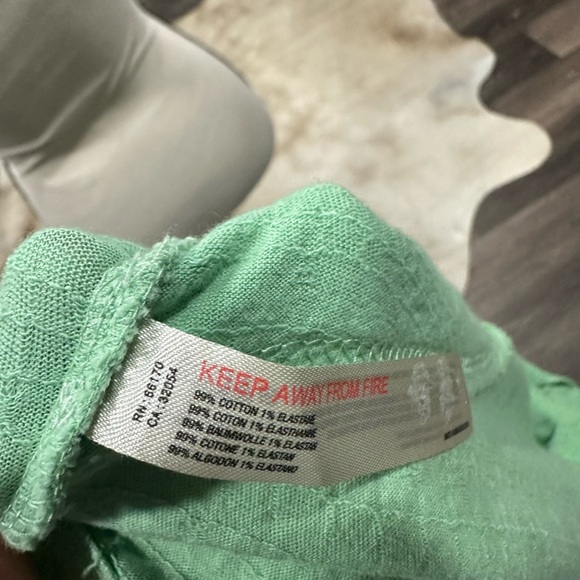 RN : 66170
CA : 32054
KEEP AWAY FROM FIRE
99% COTTON 1% ELASTANE
99% COTON 1% ELASTHANNE
99% BAUMWOLLE 1% ELASTAN
99% COTONE 1% ELASTAN
99% ALGODON 1% ELASTANO